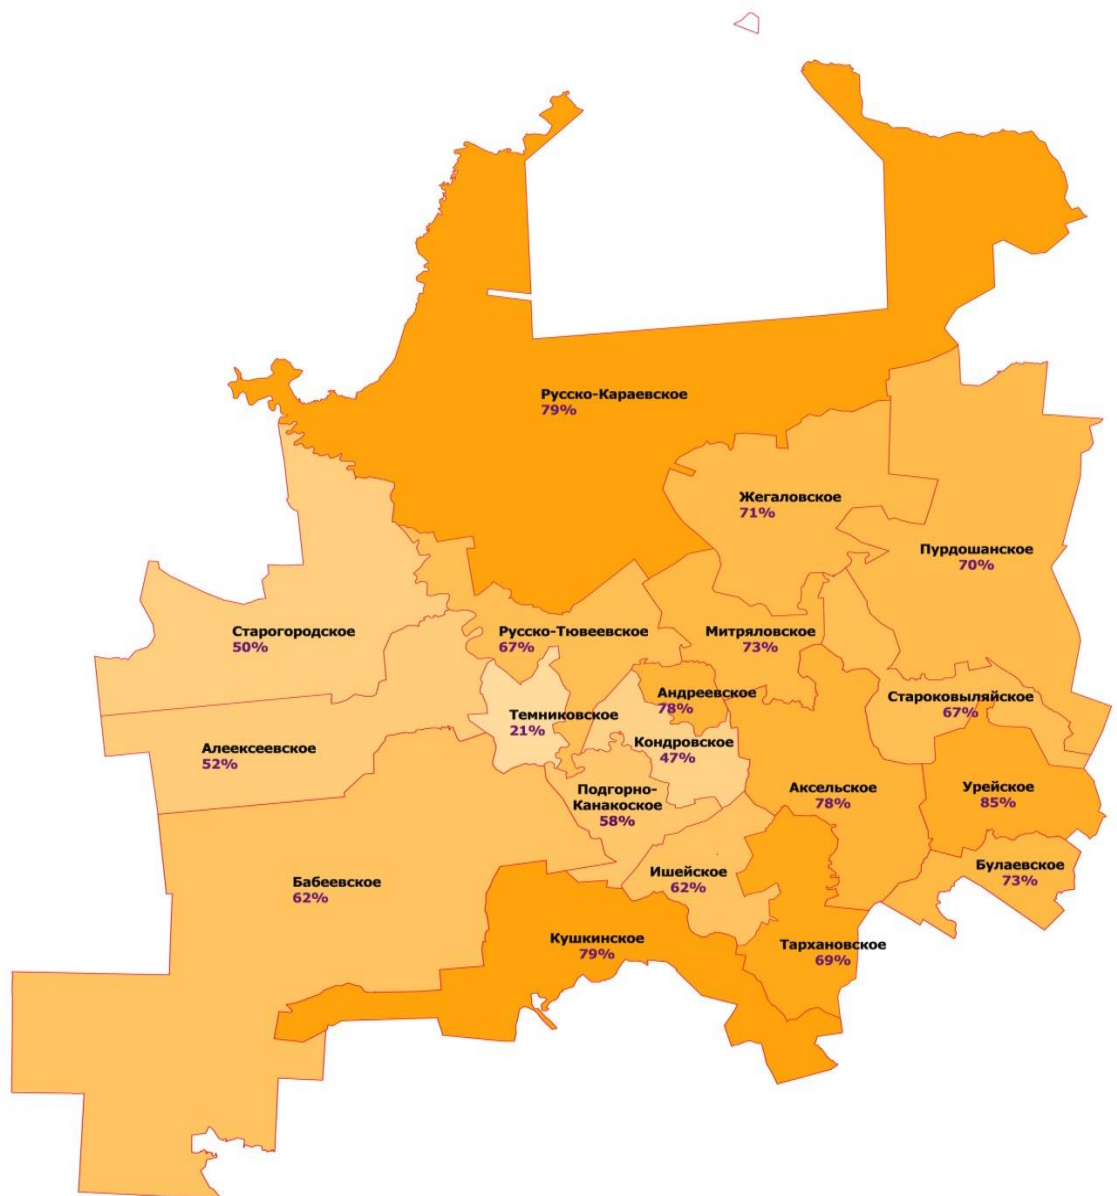 Русско-Караевское
79%
Жегаловское
71%
Пурдошанское
70%
Старогородское
50%
Русско-Тювеевское
67%
Митряловское
73%
Андреевское
78%
Староковыляйское
67%
Темниковское
21%
Кондровское
47%
Алеексеевское
52%
Подгорно-
Канакоское
58%
Аксельское
78%
Урейское
85%
Ишейское
62%
Булаевское
73%
Бабеевское
62%
Кушкинское
79%
Тархановское
69%